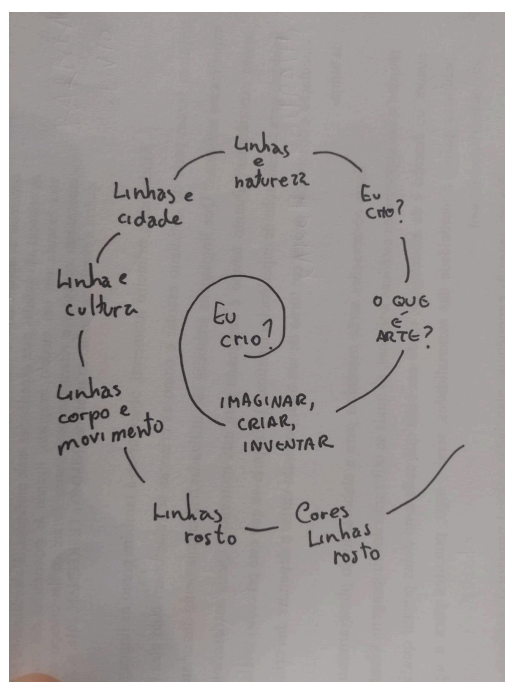 Eu
crio?
IMAGINAR,
CRIAR,
INVENTAR
O QUE
É
ARTE?
Eu
crio?
Linhas
e
natureza
Linhas e
cidade
Linha e
cultura
Linhas
corpo e
movimento
Linhas
rosto
Cores
Linhas
rosto